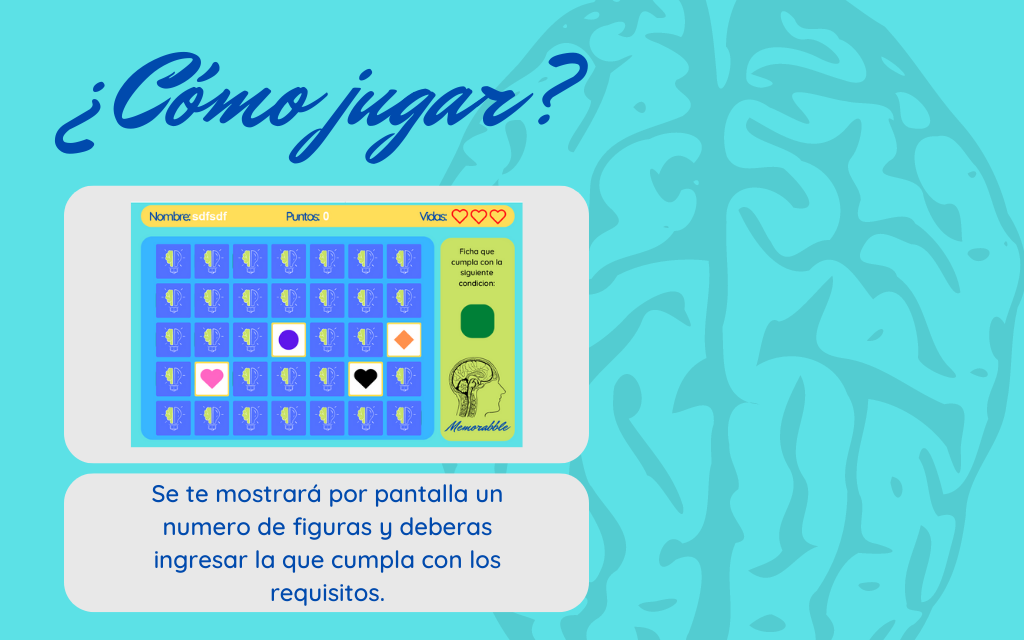 ¿Cómo jugar?
Nombre: sdfsdf Puntos: 0 Vidas:
Ficha que
cumpla con la
siguiente
condicion:
Memorabble
Se te mostrará por pantalla un
numero de figuras y deberas
ingresar la que cumpla con los
requisitos.